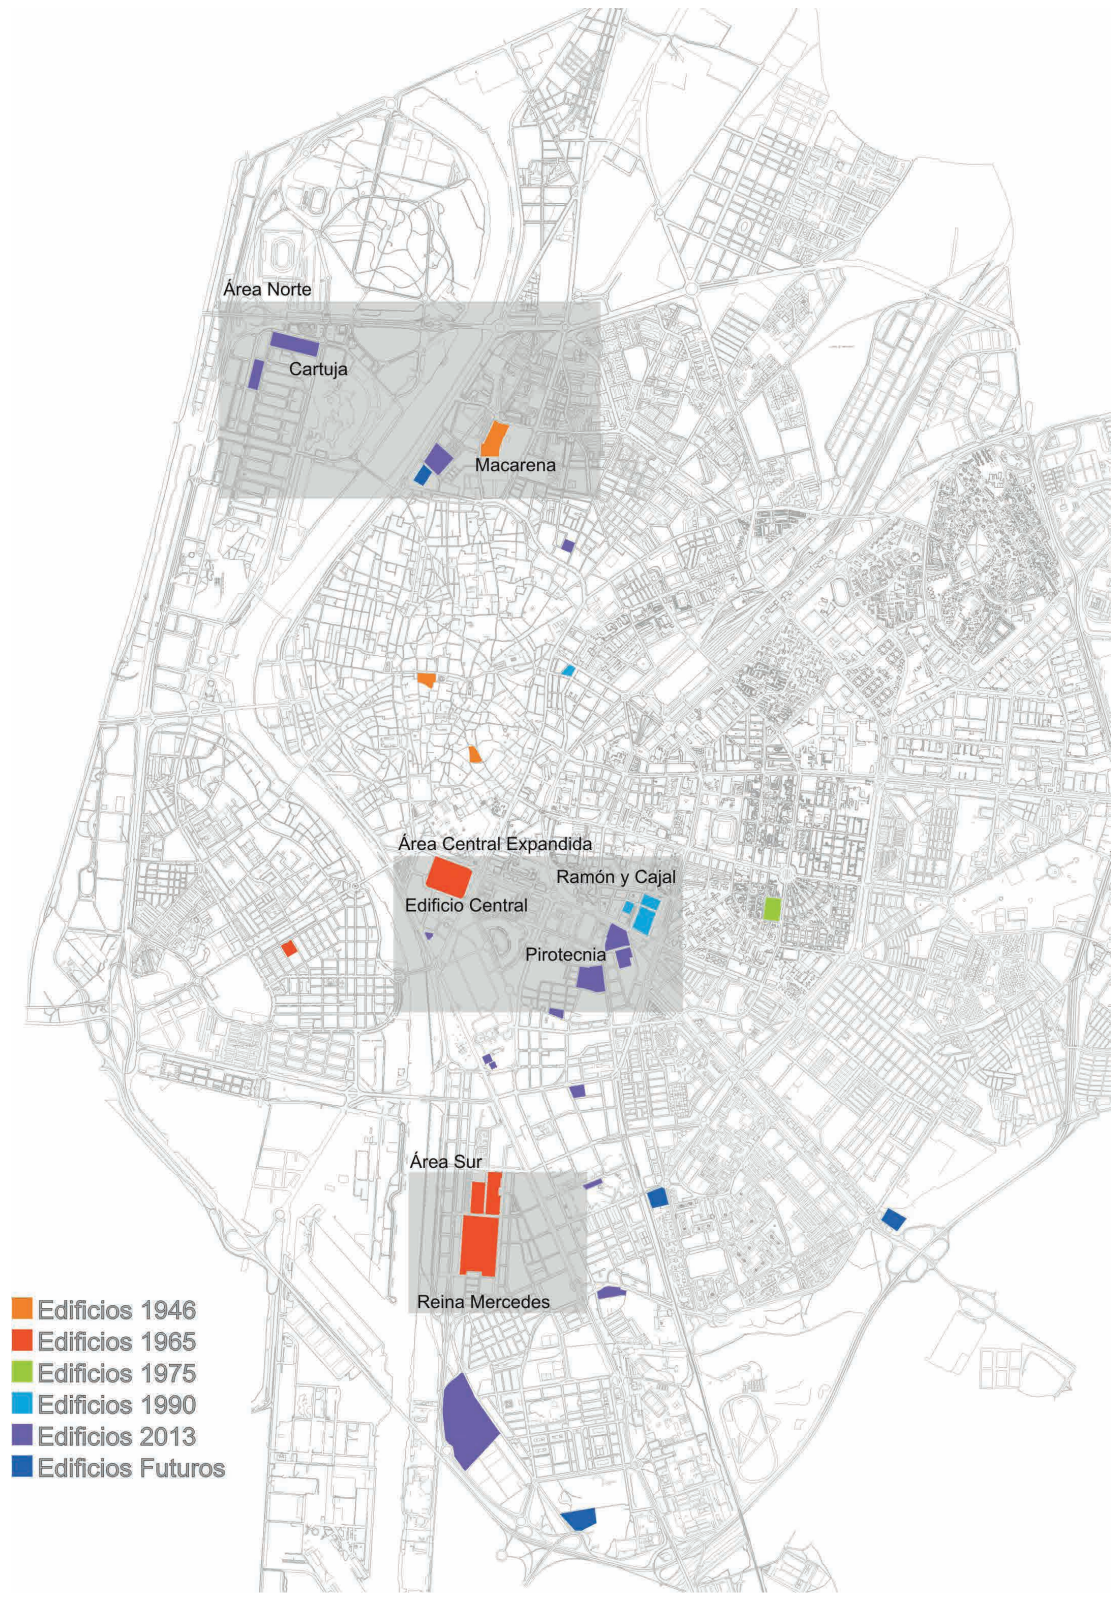 Área Norte
Cartuja
Macarena
Área Central Expandida
Ramón y Cajal
Edificio Central
Pirotecnia
Área Sur
Reina Mercedes
Edificios 1946
Edificios 1965
Edificios 1975
Edificios 1990
Edificios 2013
Edificios Futuros